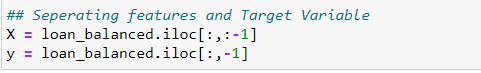 ## Seperating features and Target Variable
X = loan_balanced.iloc[:,:-1]
y = loan_balanced.iloc[:,-1]